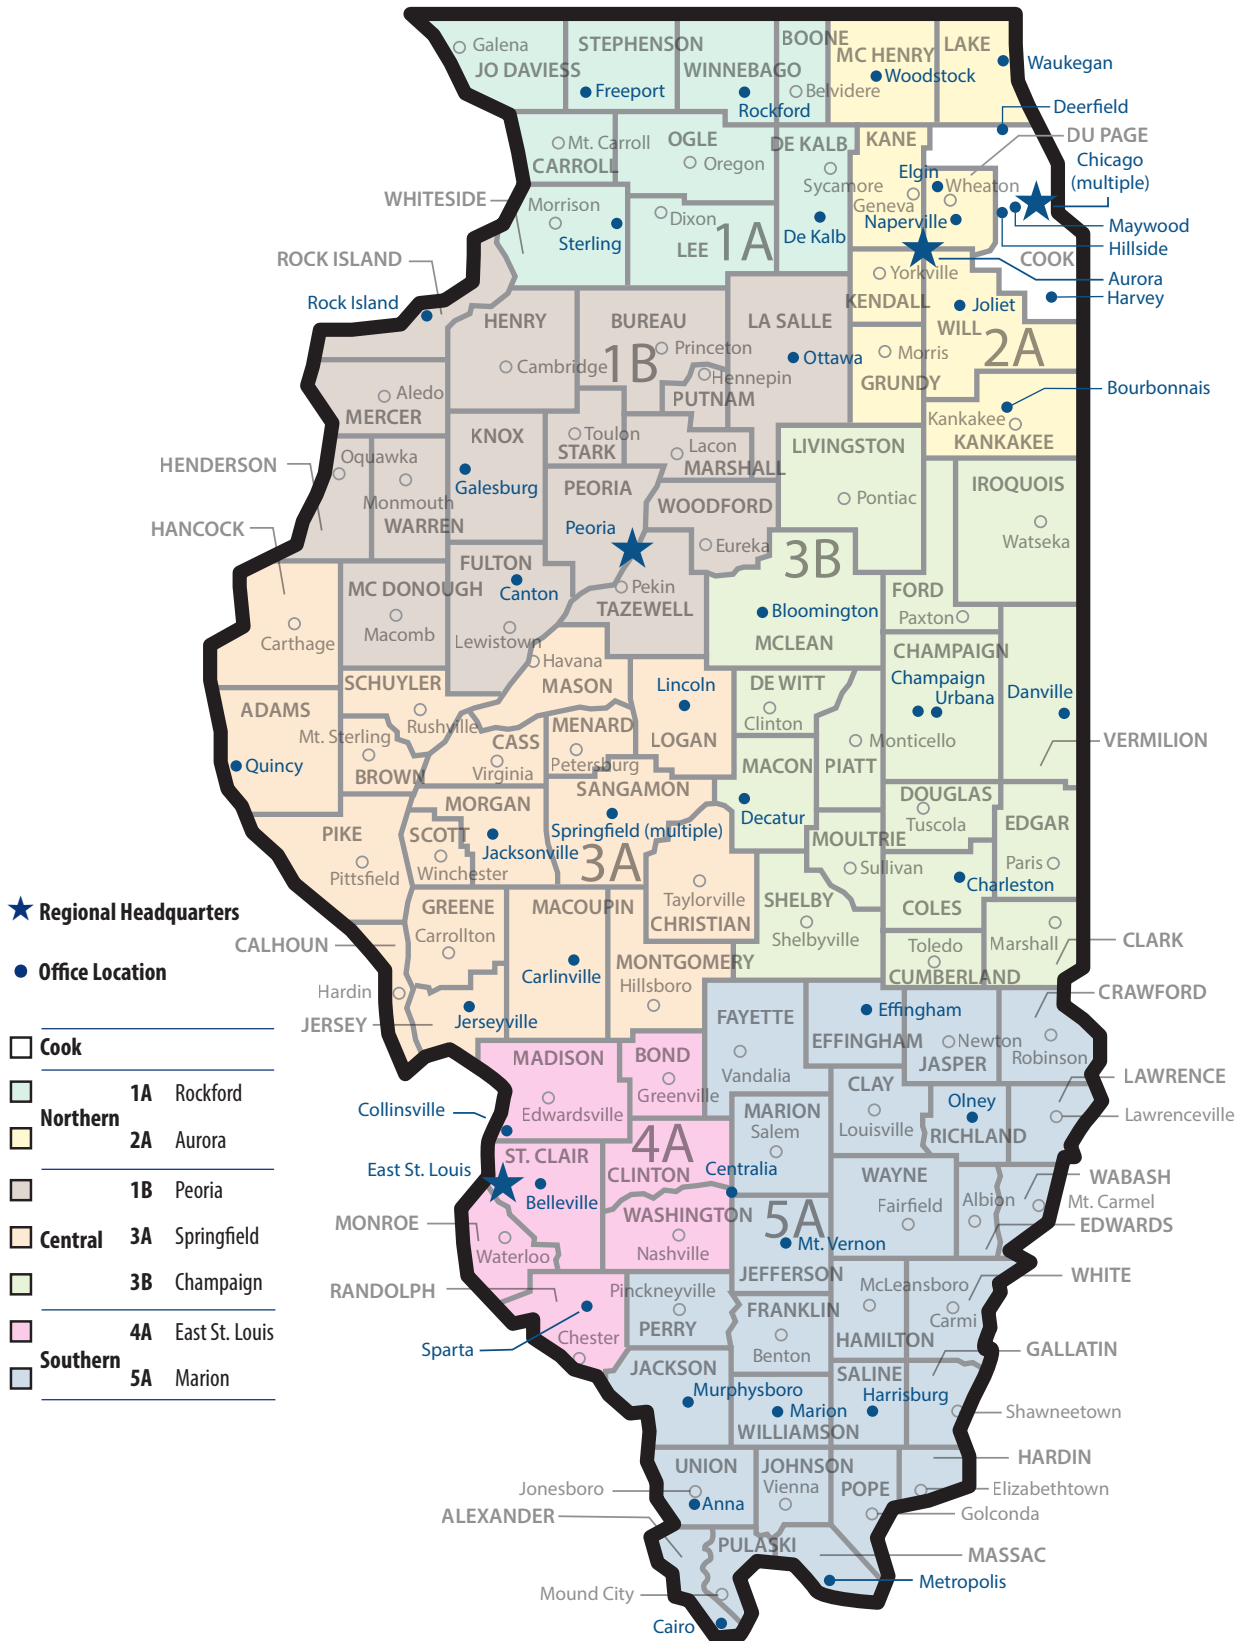 BOONE
STEPHENSON
LAKE
Galena
MC HENRY
Waukegan
JO DAVIESS
WINNEBAGO
Woodstock
Freeport
Belvidere
Rockford
Deerfield
Mt. Carroll
OGLE
DE KALB
KANE
DU PAGE
CARROLL
Oregon
Chicago
(multiple)
Elgin
Sycamore
Wheaton
WHITESIDE
Morrison
Geneva
Dixon
Naperville
Maywood
Sterling
LEE
1A
De Kalb
Hillside
ROCK ISLAND
COOK
Yorkville
Aurora
Rock Island
KENDALL
Joliet
Harvey
HENRY
BUREAU
LA SALLE
WILL
Princeton
1B
Ottawa
Morris
2A
Cambridge
Hennepin
GRUNDY
Bourbonnais
Aledo
PUTNAM
MERCER
Kankakee
KNOX
Toulon
LIVINGSTON
KANKAKEE
STARK
Lacon
HENDERSON
Oquawka
MARSHALL
IROQUOIS
Galesburg
PEORIA
Pontiac
Monmouth
WOODFORD
WARREN
HANCOCK
Peoria
Watseka
Eureka
3B
FULTON
MC DONOUGH
Canton
Pekin
FORD
TAZEWELL
Bloomington
Paxton
Macomb
Lewistown
Carthage
MCLEAN
CHAMPAIGN
Havana
SCHUYLER
MASON
Lincoln
DE WITT
Champaign
Urbana
Danville
ADAMS
Rushville
MENARD
Clinton
Mt. Sterling
CASS
LOGAN
Monticello
VERMILION
Quincy
BROWN
Virginia
Petersburg
MACON
PIATT
SANGAMON
DOUGLAS
MORGAN
Decatur
Tuscola
EDGAR
PIKE
SCOTT
Springfield (multiple)
MOULTRIE
Jacksonville
3A
Sullivan
Paris
Pittsfield
Winchester
Charleston
Taylorville
GREENE
MACOUPIN
CHRISTIAN
SHELBY
COLES
CALHOUN
Carrollton
Shelbyville
Toledo
Marshall
CLARK
MONTGOMERY
Carlinville
CUMBERLAND
Hardin
Hillsboro
CRAWFORD
JERSEY
Jerseyville
FAYETTE
Effingham
EFFINGHAM
Newton
MADISON
BOND
JASPER
Robinson
Vandalia
CLAY
LAWRENCE
Greenville
Edwardsville
MARION
Olney
Collinsville
Salem
Louisville
Lawrenceville
RICHLAND
4A
ST. CLAIR
East St. Louis
CLINTON
Centralia
WAYNE
WABASH
Belleville
Albion
Mt. Carmel
Fairfield
MONROE
WASHINGTON
5A
EDWARDS
Waterloo
Nashville
Mt. Vernon
JEFFERSON
WHITE
RANDOLPH
Pinckneyville
McLeansboro
FRANKLIN
Carmi
PERRY
Chester
HAMILTON
Sparta
Benton
GALLATIN
JACKSON
SALINE
Murphysboro
Harrisburg
Marion
Shawneetown
WILLIAMSON
HARDIN
UNION
JOHNSON
Jonesboro
Vienna
POPE
Elizabethtown
Anna
ALEXANDER
Golconda
PULASKI
MASSAC
Mound City
Metropolis
Cairo
Regional Headquarters
Office Location
Cook
Northern
1A Rockford
2A Aurora
Central
1B Peoria
3A Springfield
3B Champaign
Southern
4A East St. Louis
5A Marion